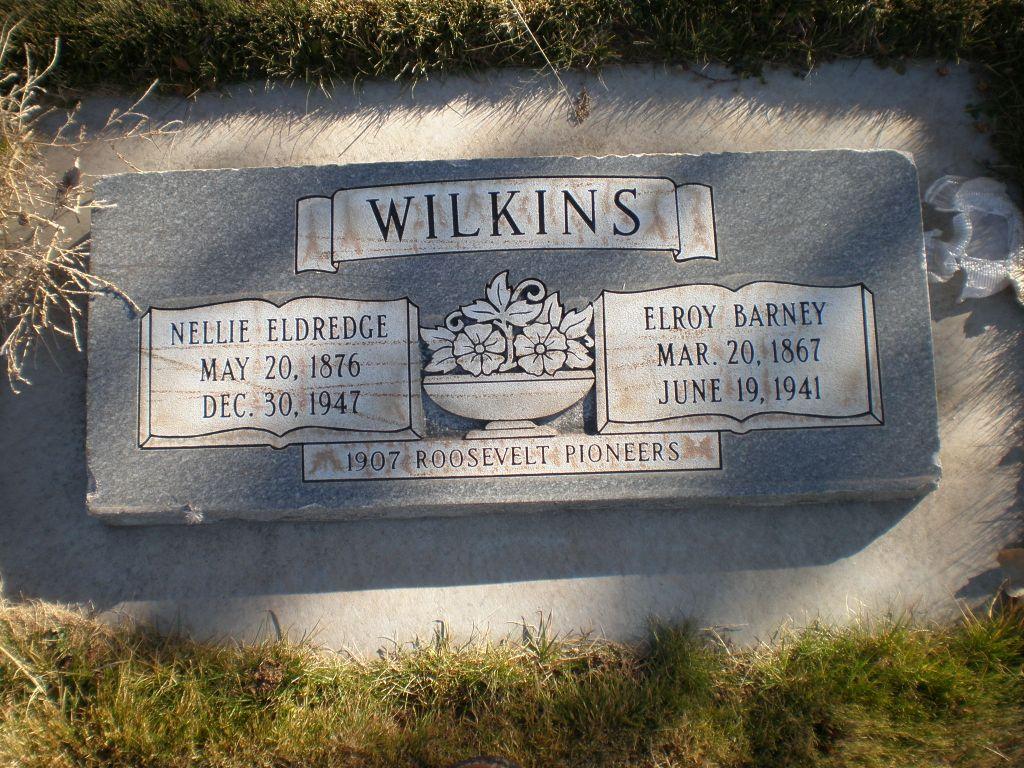 WILKINS
NELLIE ELDREDGE
MAY 20, 1876
DEC. 30, 1947
ELROY BARNEY
MAR. 20, 1867
JUNE 19, 1941
1907 ROOSEVELT PIONEERS